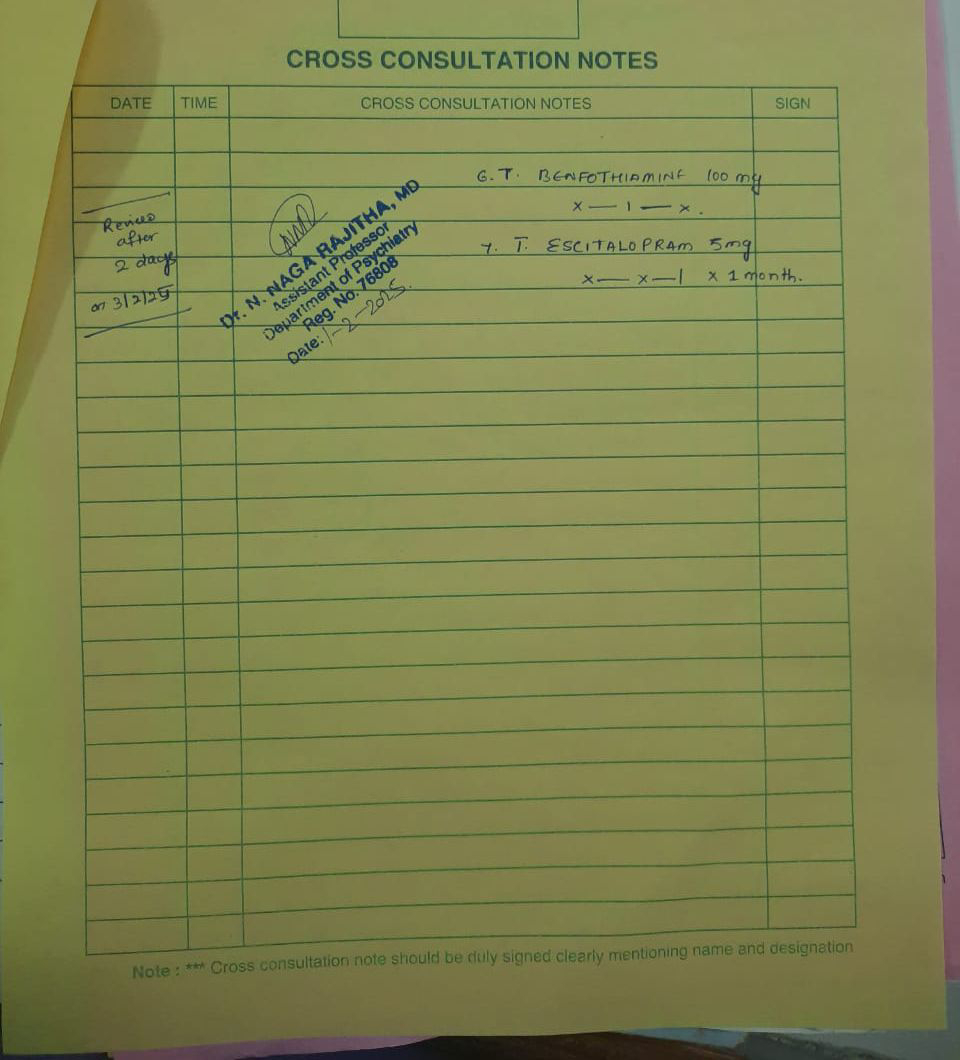 CROSS CONSULTATION NOTES
DATE TIME CROSS CONSULTATION NOTES SIGN
6. T. BENFOTHIAMINE 100 mg
x — 1 — x.
7. T. ESCITALOPRAM 5mg
x — x — 1 x 1 month.
Review
after
2 days
on 3/2/25
Dr. N. NAGA RAJITHA, MD
Assistant Professor
Department of Psychiatry
Reg. No. 76808
Date: 1-2-2025.
Note : *** Cross consultation note should be duly signed clearly mentioning name and designation